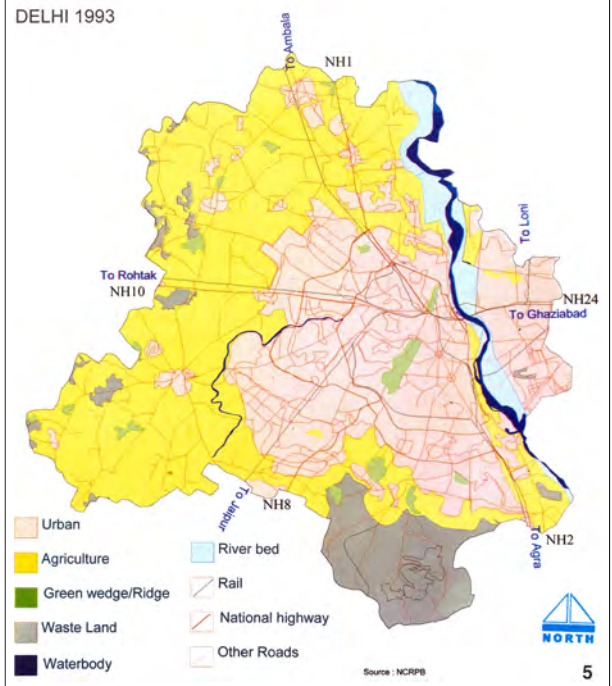 DELHI 1993
To Ambala
NH1
To Loni
To Rohtak
NH10
NH24
To Ghaziabad
To Jaipur
NH8
To Agra
NH2
Urban
Agriculture
Green wedge/Ridge
Waste Land
Waterbody
River bed
Rail
National highway
Other Roads
NORTH
Source : NCRPB
5